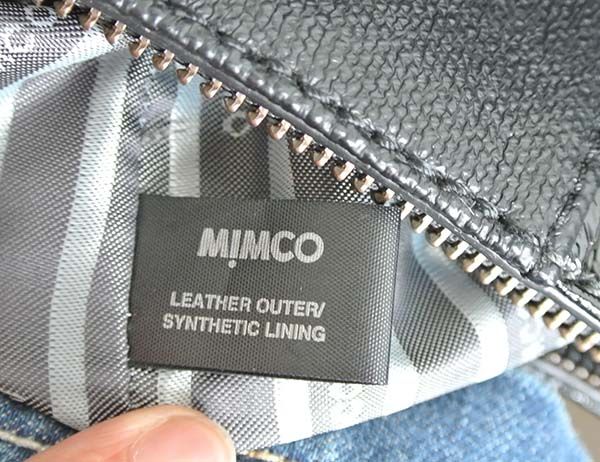 MIMCO
LEATHER OUTER/
SYNTHETIC LINING